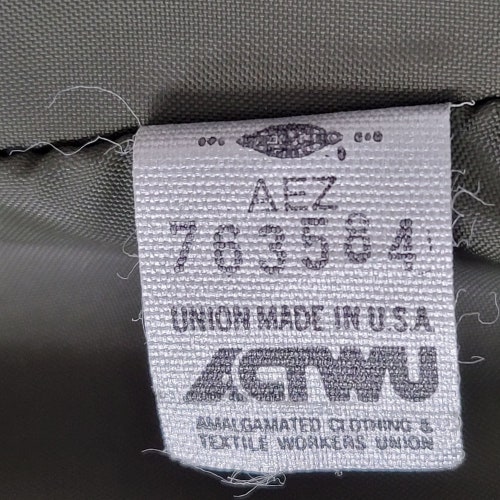 AEZ
763584
UNION MADE IN U.S.A.
ACTWU
AMALGAMATED CLOTHING &
TEXTILE WORKERS UNION